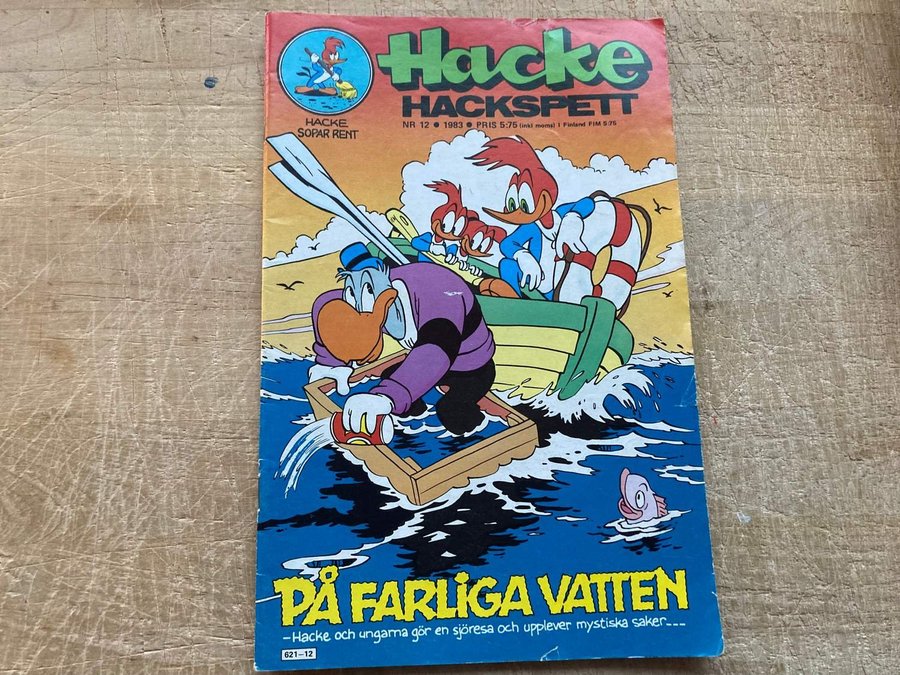 Hacke
HACKSPETT
NR 12 • 1983 • PRIS 5:75 (inkl moms) I Finland FIM 5:75
HACKE
SOPAR RENT
PÅ FARLIGA VATTEN
-Hacke och ungarna gör en sjöresa och upplever mystiska saker---
621-12